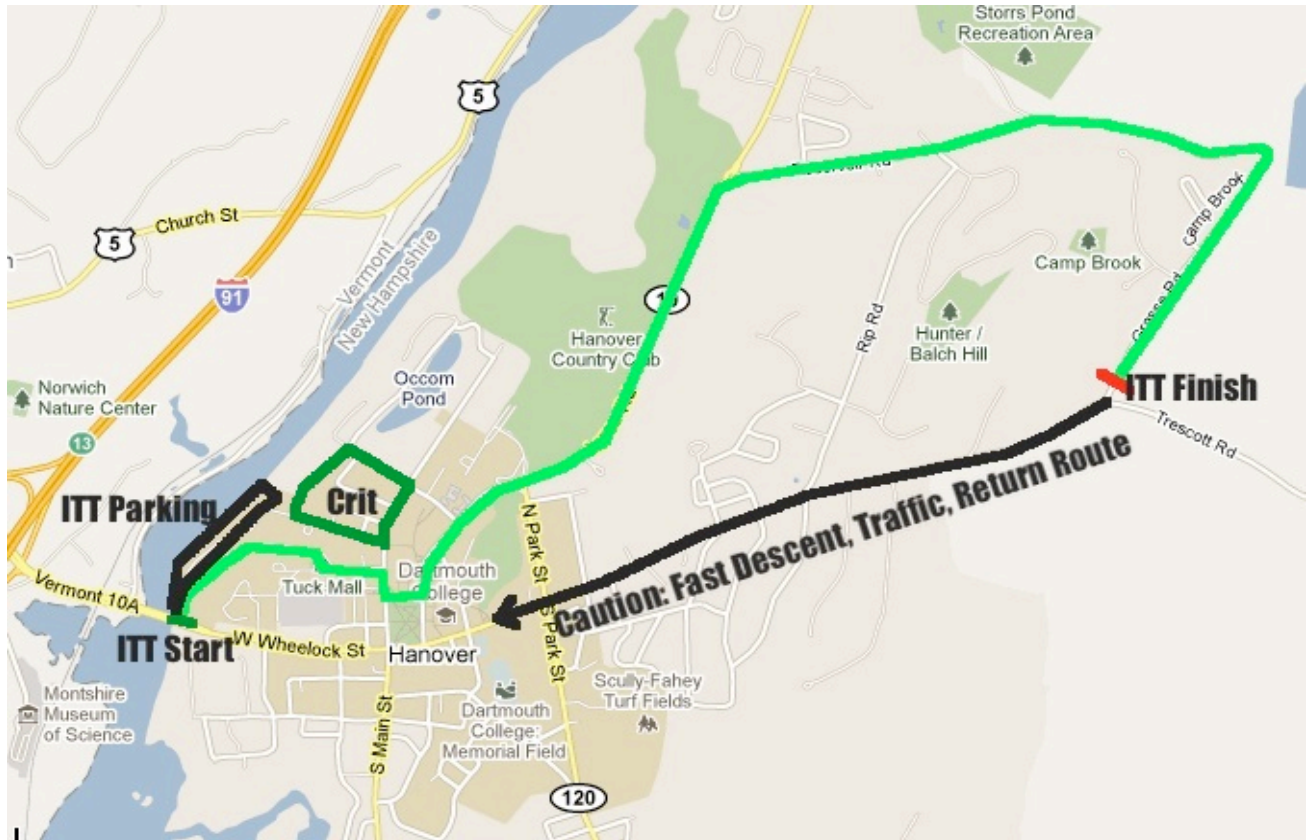 Storrs Pond
Recreation Area
5
Church St
5
Vermont
New Hampshire
91
Reservoir Rd
Camp Brook
Camp Brook
10
Hanover
Country Club
Rip Rd
Hunter /
Balch Hill
Grasse Rd
Occom
Pond
Norwich
Nature Center
13
ITT Finish
Trescott Rd
ITT Parking
Crit
N Park St
Caution: Fast Descent, Traffic, Return Route
Vermont 10A
Tuck Mall
Dartmouth
College
S Park St
ITT Start
W Wheelock St
Hanover
Montshire
Museum
of Science
S Main St
Dartmouth
College:
Memorial Field
Scully-Fahey
Turf Fields
120